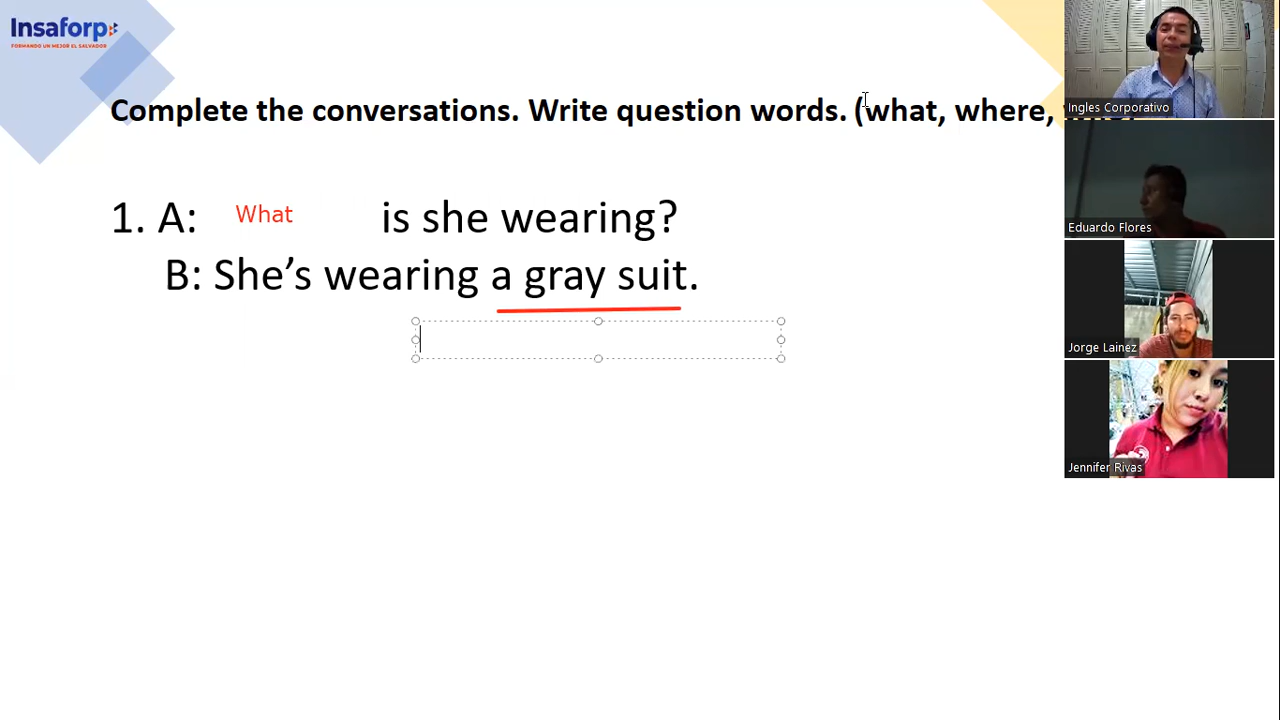 Insaforp
FORMANDO UN MEJOR EL SALVADOR
Complete the conversations. Write question words. (what, where,
1. A: What is she wearing?
B: She's wearing a gray suit.
Ingles Corporativo
Eduardo Flores
Jorge Lainez
Jennifer Rivas